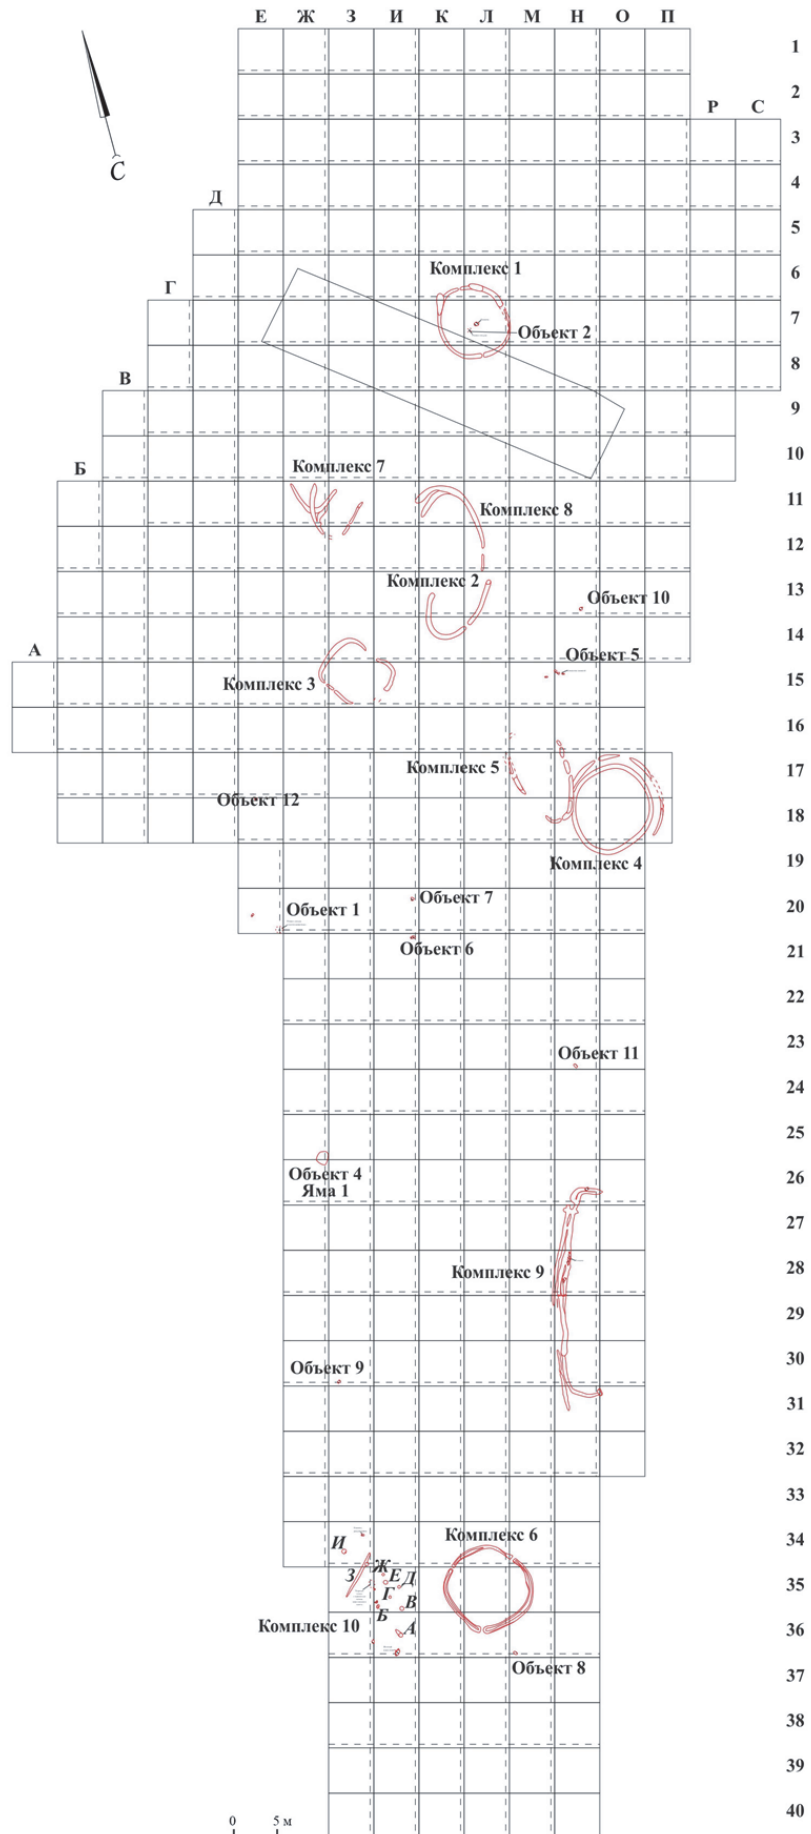 Е Ж З И К Л М Н О П
1
2
Р С
3
4
Д
5
6
Комплекс 1
Г
7
Объект 2
8
В
9
10
Б
Комплекс 7
11
Комплекс 8
12
Комплекс 2
13
Объект 10
14
А
Объект 5
15
Комплекс 3
16
Комплекс 5
17
Объект 12
18
Комплекс 4
19
Объект 7
20
Объект 1
Объект 6
21
22
23
Объект 11
24
25
Объект 4
Яма 1
26
27
Комплекс 9
28
29
30
Объект 9
31
32
33
Комплекс 6
34
И
Ж
З
Е
Д
35
Г
В
Б
Комплекс 10
А
36
Объект 8
37
38
39
40
0 5 м
С